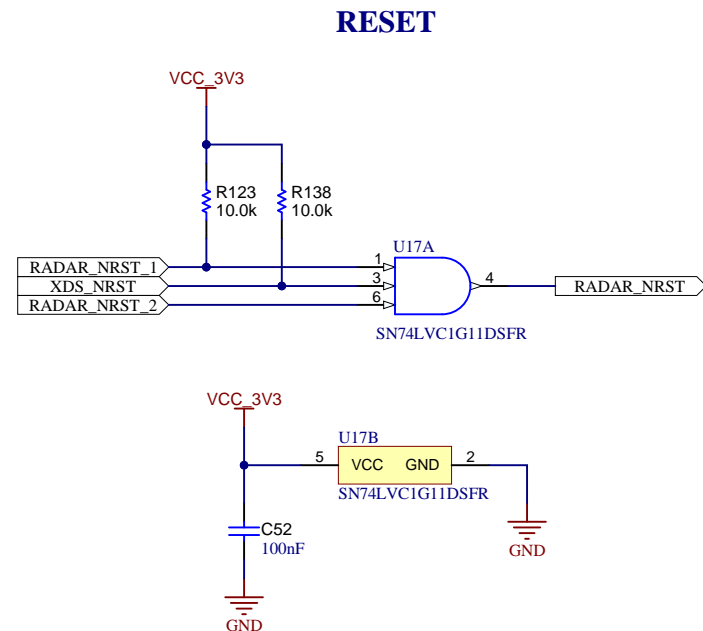 RESET
VCC_3V3
R123
10.0k
R138
10.0k
U17A
RADAR_NRST_1
1
XDS_NRST
3
4
RADAR_NRST
RADAR_NRST_2
6
SN74LVC1G11DSFR
VCC_3V3
U17B
5
VCC GND
2
SN74LVC1G11DSFR
C52
100nF
GND
GND